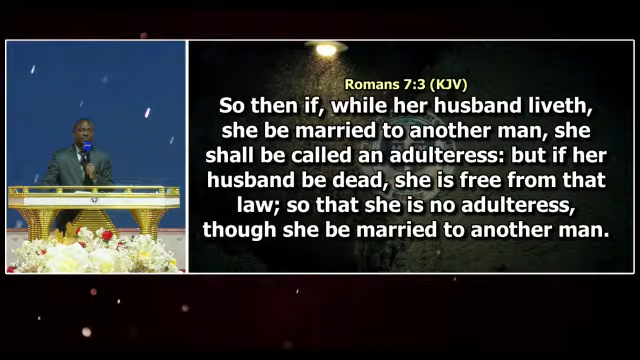 Romans 7:3 (KJV)
So then if, while her husband liveth,
she be married to another man, she
shall be called an adulteress: but if her
husband be dead, she is free from that
law; so that she is no adulteress,
though she be married to another man.